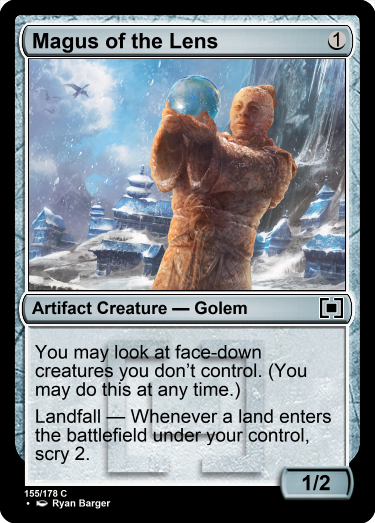 Magus of the Lens 1
Artifact Creature — Golem
You may look at face-down
creatures you don't control. (You
may do this at any time.)
Landfall — Whenever a land enters
the battlefield under your control,
scry 2.
1/2
155/178 C
• Ryan Barger